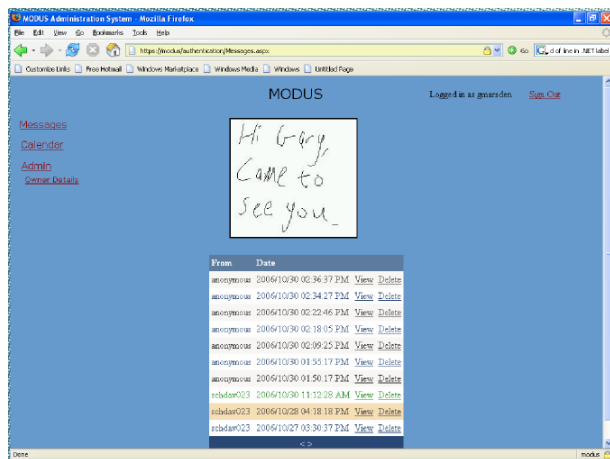 MODUS Administration System - Mozilla Firefox
File Edit View Go Bookmarks Tools Help
https://modus/authentication/Messages.aspx Go d of line in .NET label
Customize Links Free Hotmail Windows Marketplace Windows Media Windows Untitled Page
MODUS Logged in as gmarsden Sign Out
Messages
Calendar
Admin
Owner Details
Hi Gary,
Came to
see you_
From Date
anonymous 2006/10/30 02:36:37 PM View Delete
anonymous 2006/10/30 02:34:27 PM View Delete
anonymous 2006/10/30 02:22:46 PM View Delete
anonymous 2006/10/30 02:18:05 PM View Delete
anonymous 2006/10/30 02:09:25 PM View Delete
anonymous 2006/10/30 01:55:17 PM View Delete
anonymous 2006/10/30 01:50:17 PM View Delete
schdav023 2006/10/30 11:12:28 AM View Delete
schdav023 2006/10/28 04:18:18 PM View Delete
schdav023 2006/10/27 03:30:37 PM View Delete
< >
Done modus